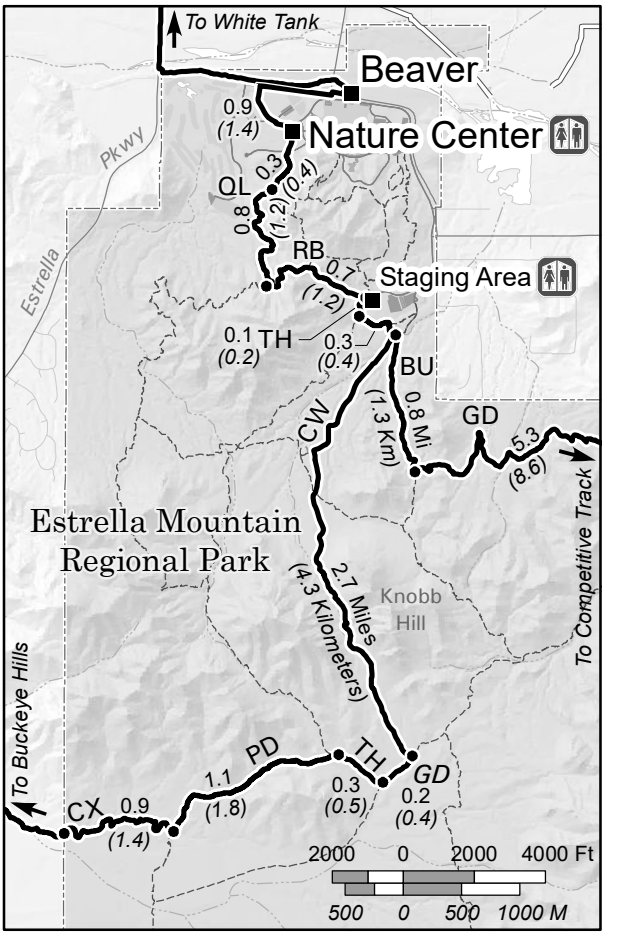 To White Tank
Beaver
0.9
(1.4)
Nature Center
Pkwy
0.3
(0.4)
QL
0.8
(1.2)
RB
0.7
(1.2)
Staging Area
Estrella
0.1
(0.2)
TH
0.3
(0.4)
BU
0.8 Mi
(1.3 Km)
GD
5.3
(8.6)
CW
To Competitive Track
Estrella Mountain
Regional Park
2.7 Miles
(4.3 Kilometers)
Knobb
Hill
To Buckeye Hills
PD
TH
GD
1.1
(1.8)
0.3
(0.5)
0.2
(0.4)
CX
0.9
(1.4)
2000 0 2000 4000 Ft
500 0 500 1000 M